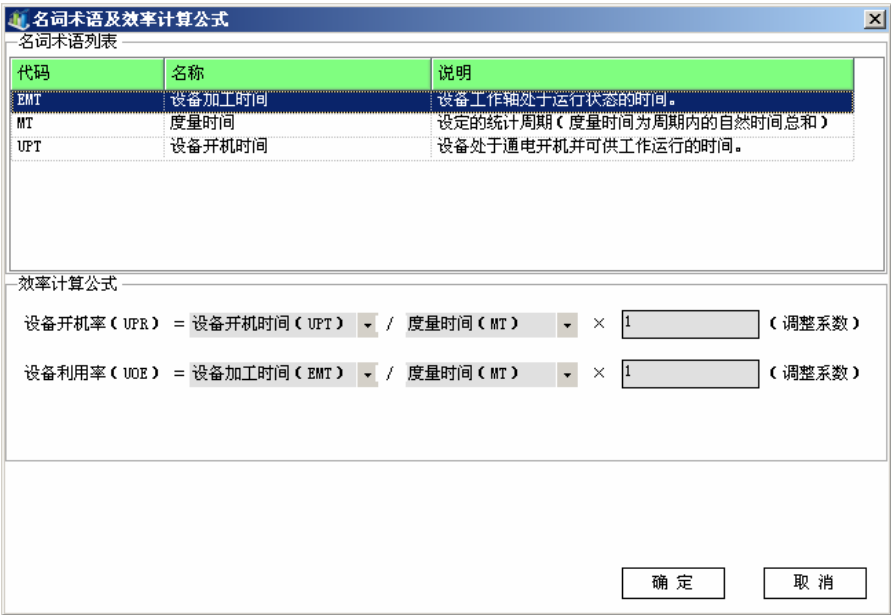 名词术语及效率计算公式
名词术语列表
代码 名称 说明
EMT 设备加工时间 设备工作轴处于运行状态的时间。
MT 度量时间 设定的统计周期(度量时间为周期内的自然时间总和)
UPT 设备开机时间 设备处于通电开机并可供工作运行的时间。
效率计算公式
设备开机率(UPR) = 设备开机时间(UPT) / 度量时间(MT) × 1 (调整系数)
设备利用率(UOE) = 设备加工时间(EMT) / 度量时间(MT) × 1 (调整系数)
确 定 取 消